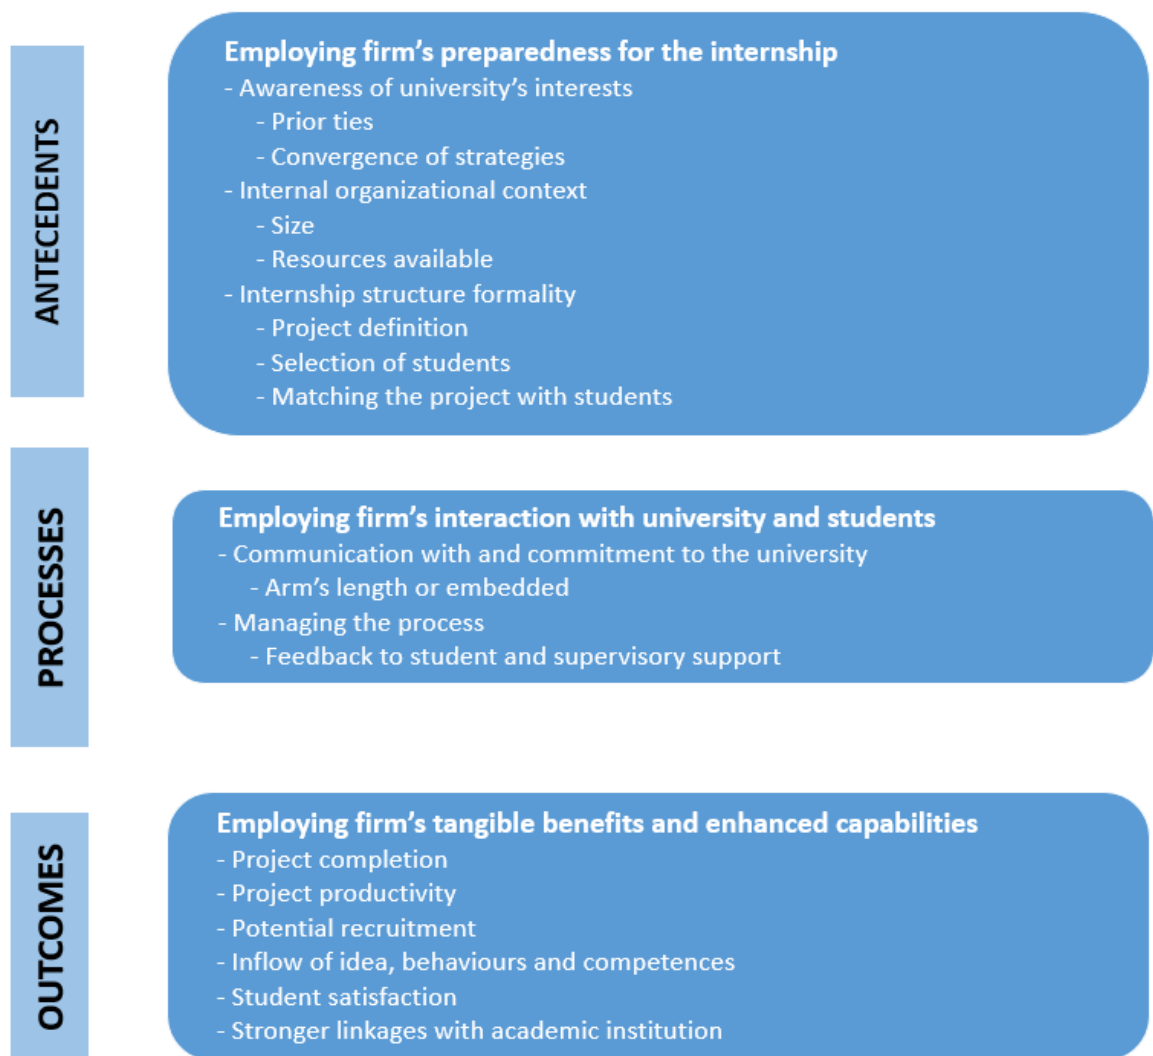 ANTECEDENTS
Employing firm's preparedness for the internship
- Awareness of university's interests
- Prior ties
- Convergence of strategies
- Internal organizational context
- Size
- Resources available
- Internship structure formality
- Project definition
- Selection of students
- Matching the project with students
PROCESSES
Employing firm's interaction with university and students
- Communication with and commitment to the university
- Arm's length or embedded
- Managing the process
- Feedback to student and supervisory support
OUTCOMES
Employing firm's tangible benefits and enhanced capabilities
- Project completion
- Project productivity
- Potential recruitment
- Inflow of idea, behaviours and competences
- Student satisfaction
- Stronger linkages with academic institution